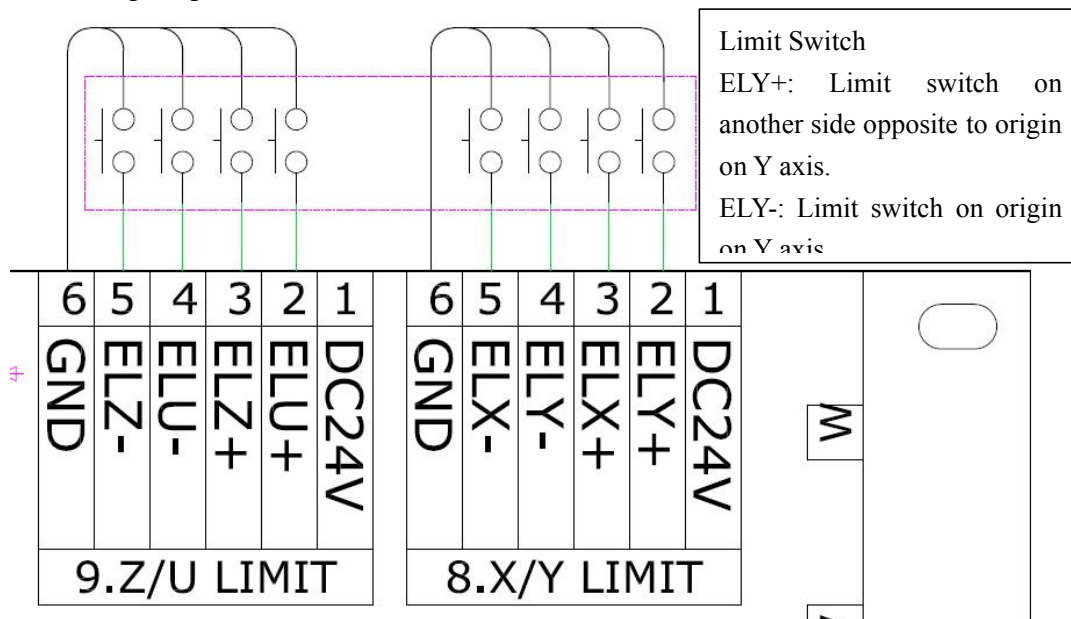 Limit Switch
ELY+: Limit switch on
another side opposite to origin
on Y axis.
ELY-: Limit switch on origin
on Y axis
6 5 4 3 2 1
GND ELZ- ELU- ELZ+ ELU+ DC24V
9.Z/U LIMIT
6 5 4 3 2 1
GND ELX- ELY- ELX+ ELY+ DC24V
8.X/Y LIMIT